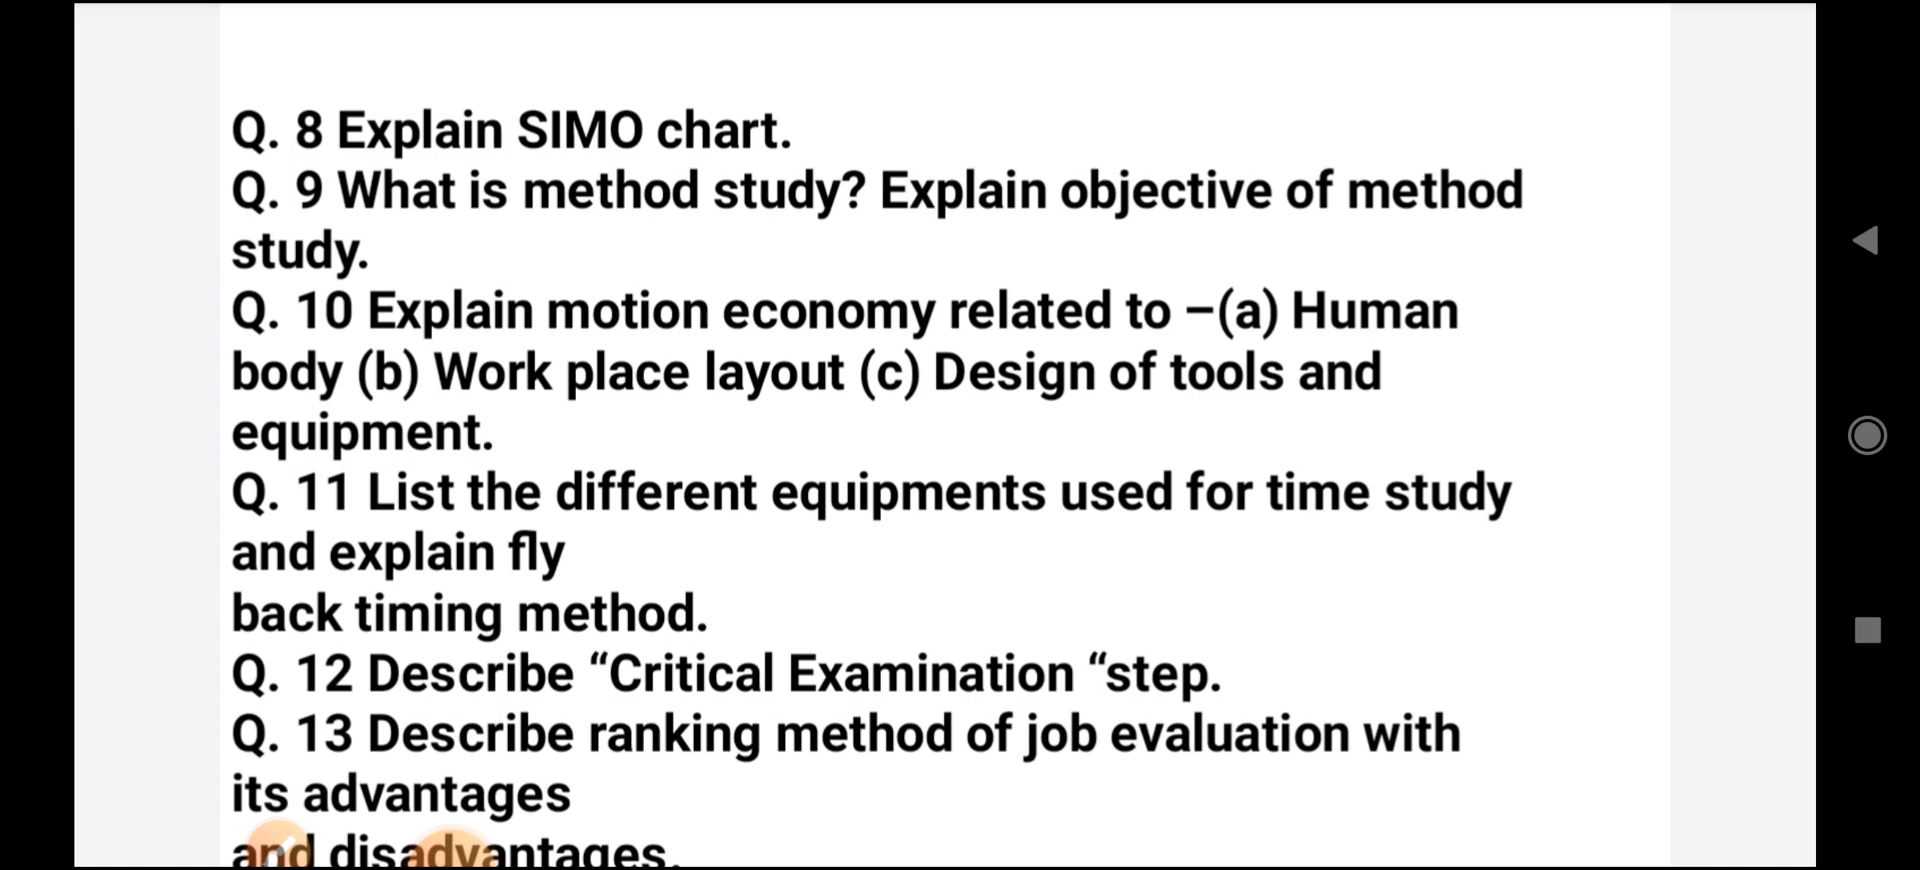 Q. 8 Explain SIMO chart.
Q. 9 What is method study? Explain objective of method
study.
Q. 10 Explain motion economy related to –(a) Human
body (b) Work place layout (c) Design of tools and
equipment.
Q. 11 List the different equipments used for time study
and explain fly
back timing method.
Q. 12 Describe “Critical Examination “step.
Q. 13 Describe ranking method of job evaluation with
its advantages
and disadvantages.